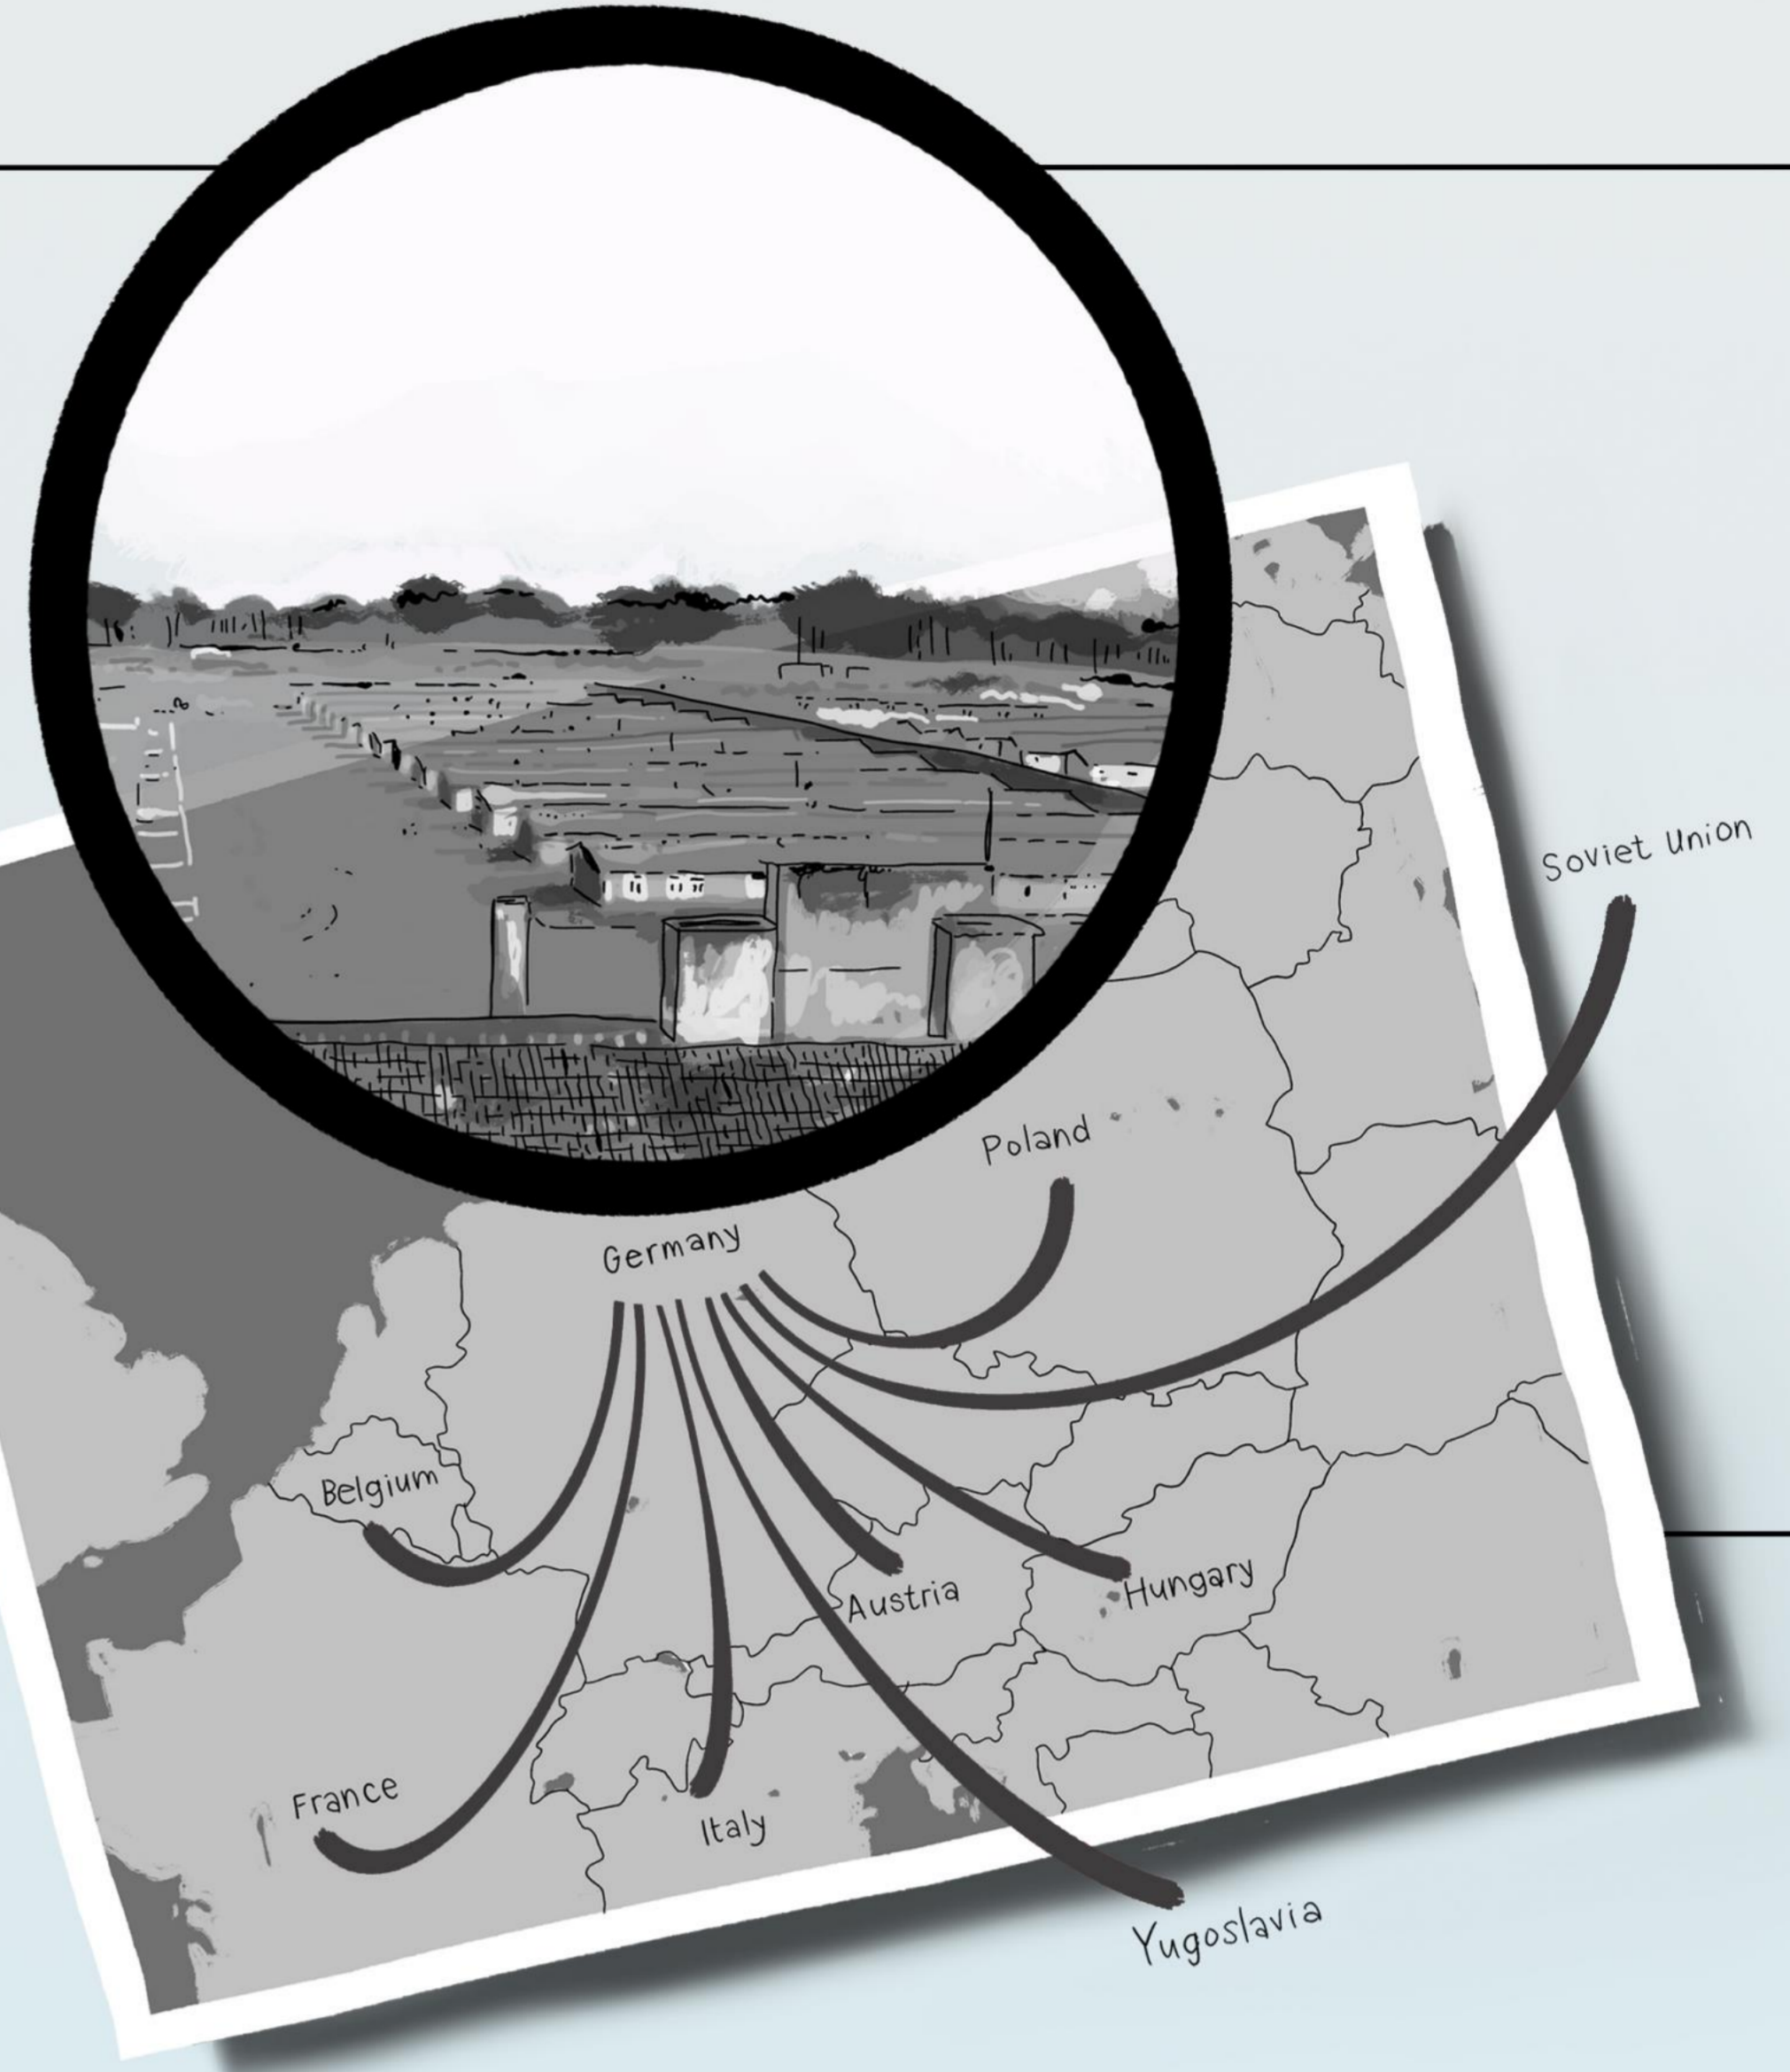 Soviet Union
Poland
Germany
Belgium
Austria
Hungary
France
Italy
Yugoslavia